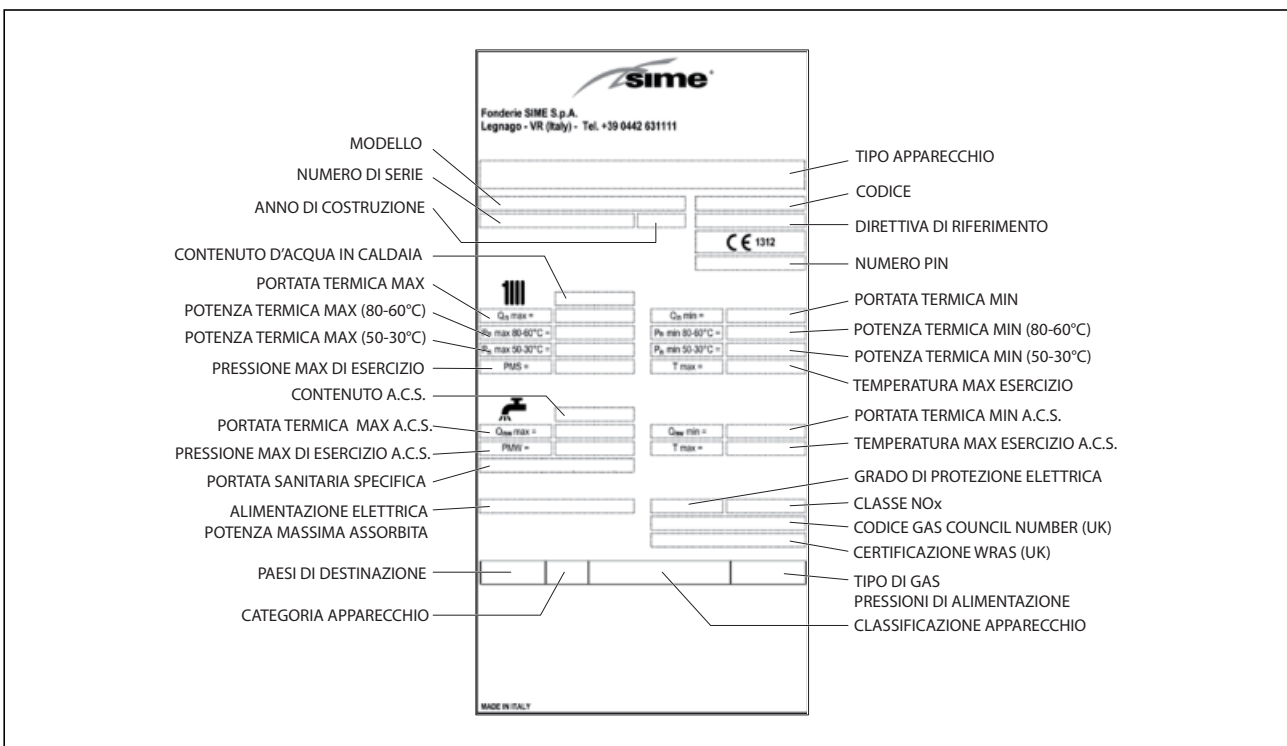 sime
Fonderie SIME S.p.A.
Legnago - VR (Italy) - Tel. +39 0442 631111
MODELLO
NUMERO DI SERIE
ANNO DI COSTRUZIONE
CONTENUTO D'ACQUA IN CALDAIA
PORTATA TERMICA MAX
POTENZA TERMICA MAX (80-60°C)
POTENZA TERMICA MAX (50-30°C)
PRESSIONE MAX DI ESERCIZIO
CONTENUTO A.C.S.
PORTATA TERMICA MAX A.C.S.
PRESSIONE MAX DI ESERCIZIO A.C.S.
PORTATA SANITARIA SPECIFICA
ALIMENTAZIONE ELETTRICA
POTENZA MASSIMA ASSORBITA
PAESI DI DESTINAZIONE
CATEGORIA APPARECCHIO
CE 1312
Qn max =
Pn max 80-60°C =
Pn max 50-30°C =
PMS =
Qn min =
Pn min 80-60°C =
Pn min 50-30°C =
T max =
Qnw max =
PMW =
Qnw min =
T max =
MADE IN ITALY
TIPO APPARECCHIO
CODICE
DIRETTIVA DI RIFERIMENTO
NUMERO PIN
PORTATA TERMICA MIN
POTENZA TERMICA MIN (80-60°C)
POTENZA TERMICA MIN (50-30°C)
TEMPERATURA MAX ESERCIZIO
PORTATA TERMICA MIN A.C.S.
TEMPERATURA MAX ESERCIZIO A.C.S.
GRADO DI PROTEZIONE ELETTRICA
CLASSE NOx
CODICE GAS COUNCIL NUMBER (UK)
CERTIFICAZIONE WRAS (UK)
TIPO DI GAS
PRESSIONI DI ALIMENTAZIONE
CLASSIFICAZIONE APPARECCHIO